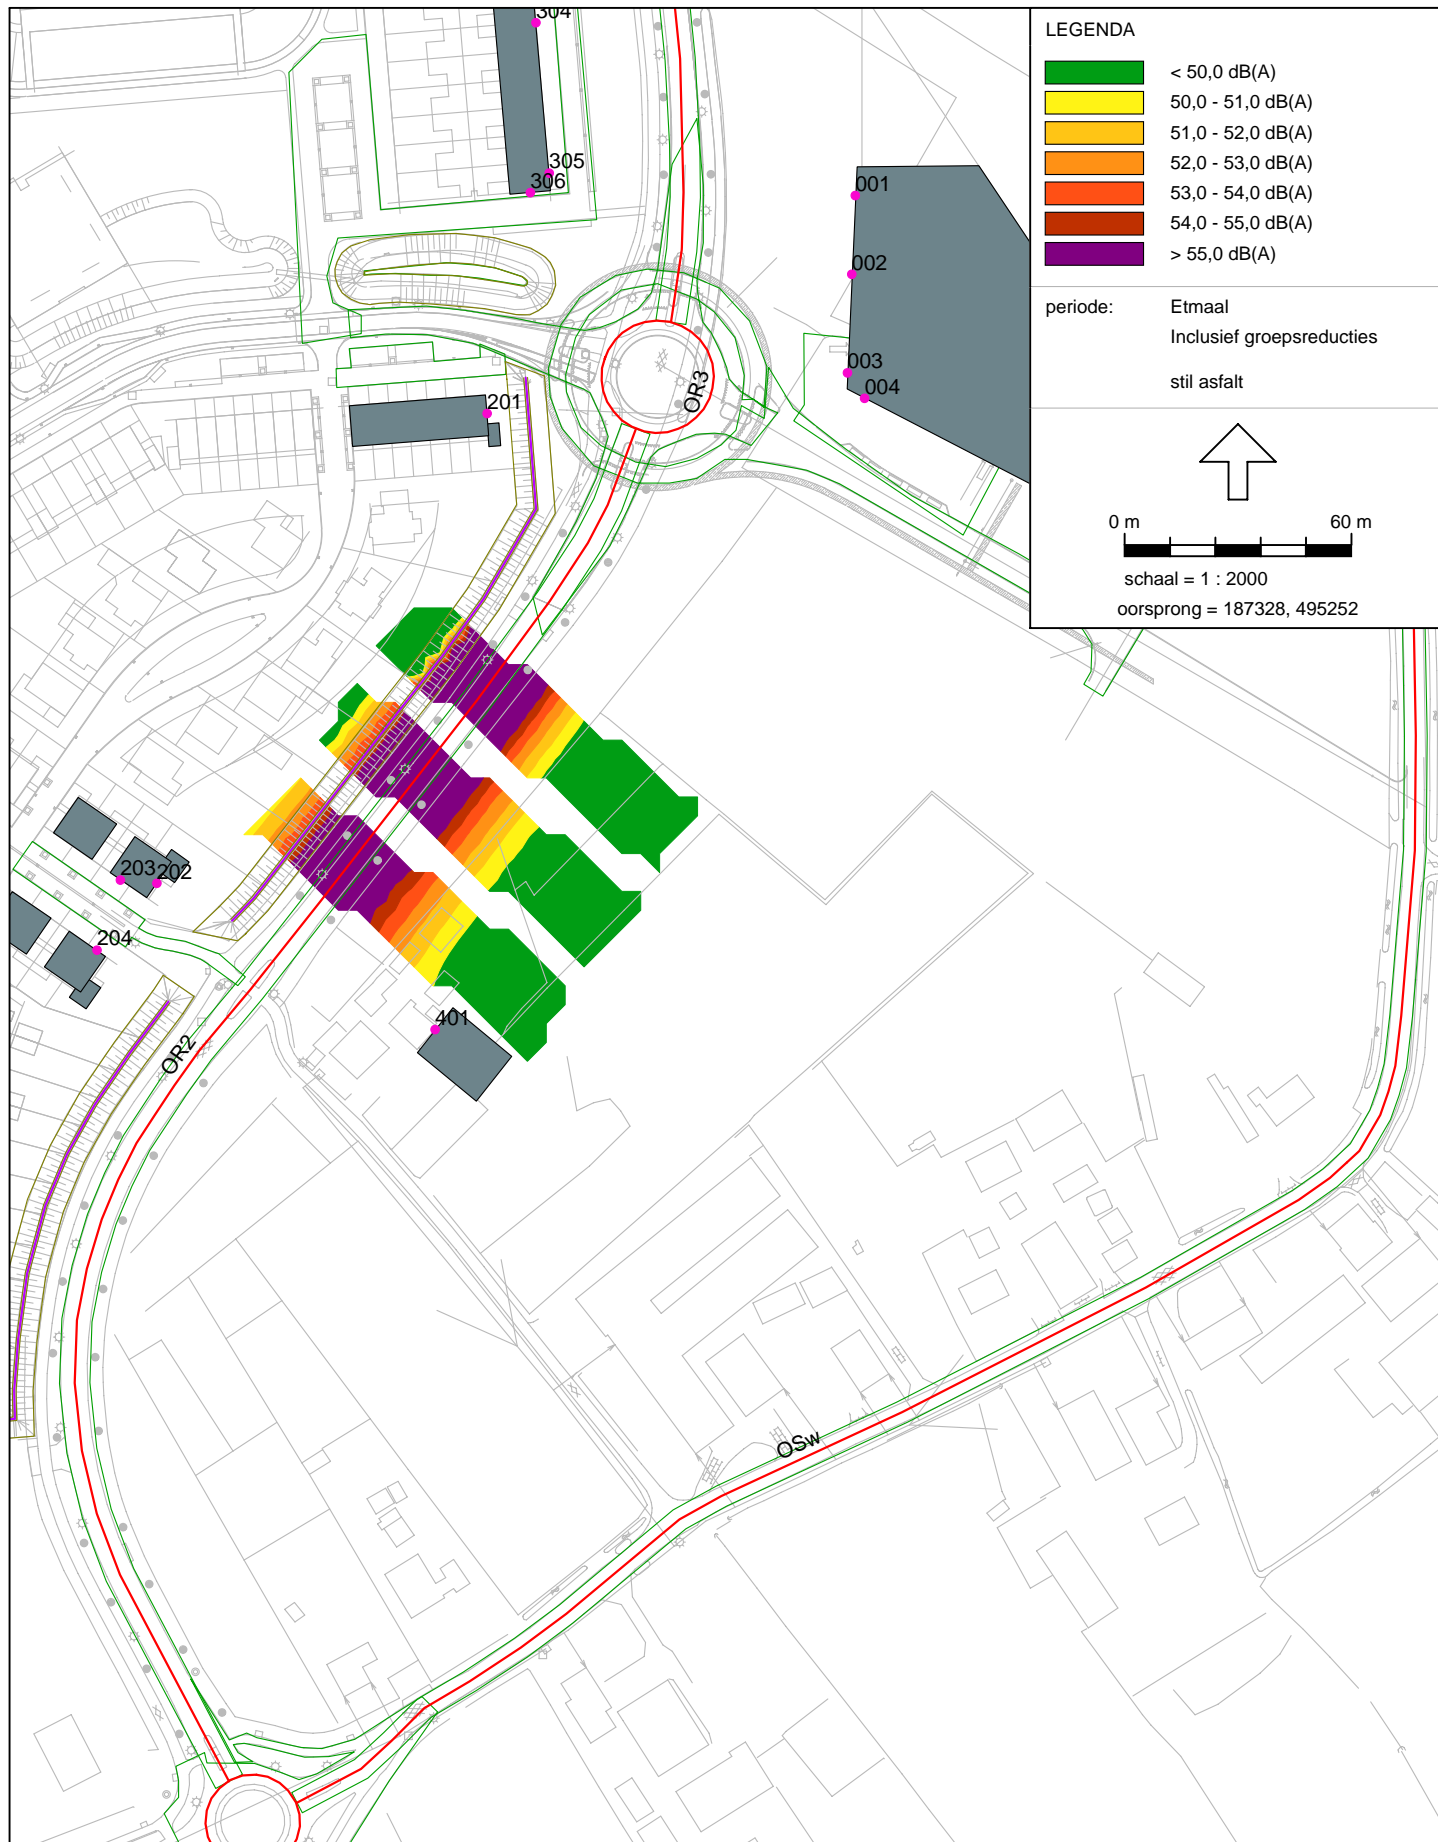 LEGENDA
< 50,0 dB(A)
50,0 - 51,0 dB(A)
51,0 - 52,0 dB(A)
52,0 - 53,0 dB(A)
53,0 - 54,0 dB(A)
54,0 - 55,0 dB(A)
> 55,0 dB(A)
periode: Etmaal
Inclusief groepsreducties
stil asfalt
0 m 60 m
schaal = 1 : 2000
oorsprong = 187328, 495252
304
305
306
001
002
003
004
OR3
201
203
202
204
401
OR2
OSw